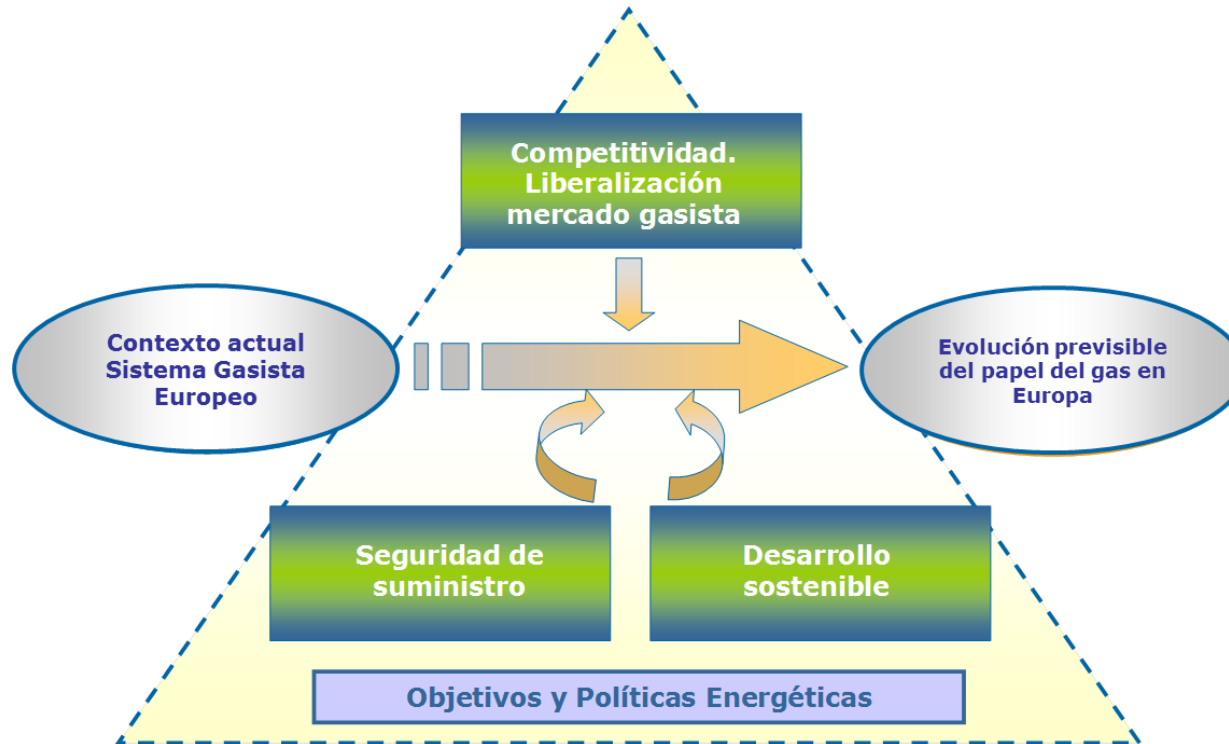 Competitividad.
Liberalización
mercado gasista
Contexto actual
Sistema Gasista
Europeo
Evolución previsible
del papel del gas en
Europa
Seguridad de
suministro
Desarrollo
sostenible
Objetivos y Políticas Energéticas